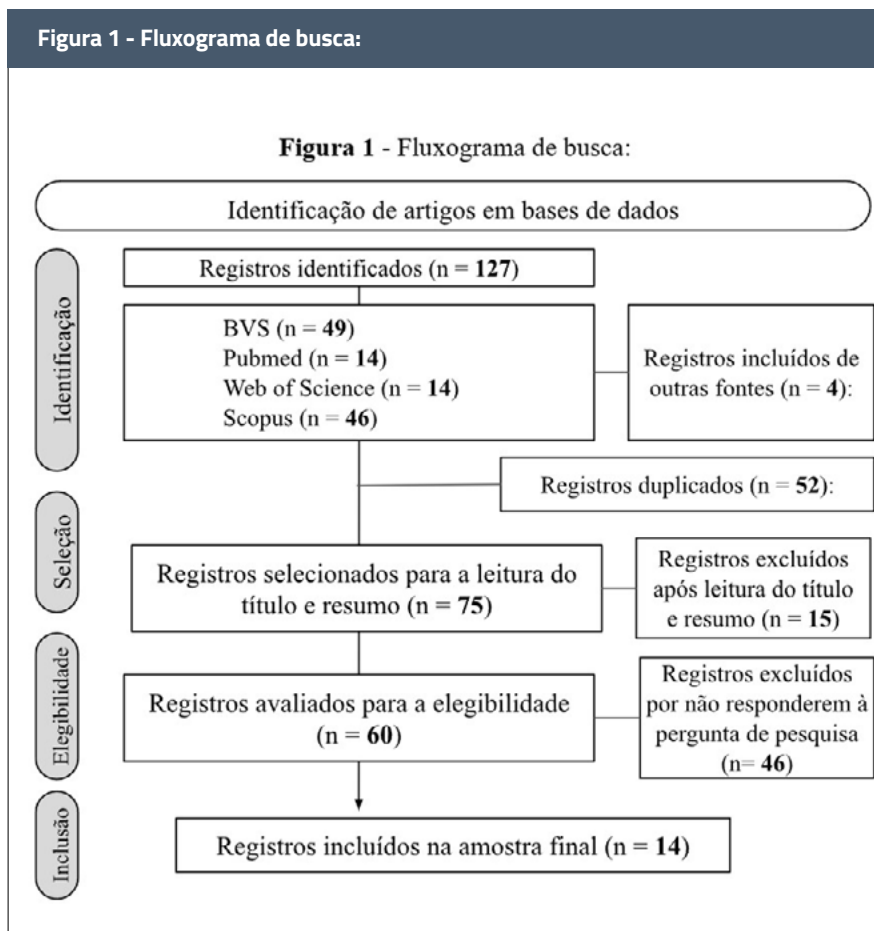 Figura 1 - Fluxograma de busca:
Figura 1 - Fluxograma de busca:
Identificação de artigos em bases de dados
Identificação
Registros identificados (n = 127)
BVS (n = 49)
Pubmed (n = 14)
Web of Science (n = 14)
Scopus (n = 46)
Registros incluídos de
outras fontes (n = 4):
Registros duplicados (n = 52):
Seleção
Registros selecionados para a leitura do
título e resumo (n = 75)
Registros excluídos
após leitura do título
e resumo (n = 15)
Elegibilidade
Registros avaliados para a elegibilidade
(n = 60)
Registros excluídos
por não responderem à
pergunta de pesquisa
(n= 46)
Inclusão
Registros incluídos na amostra final (n = 14)